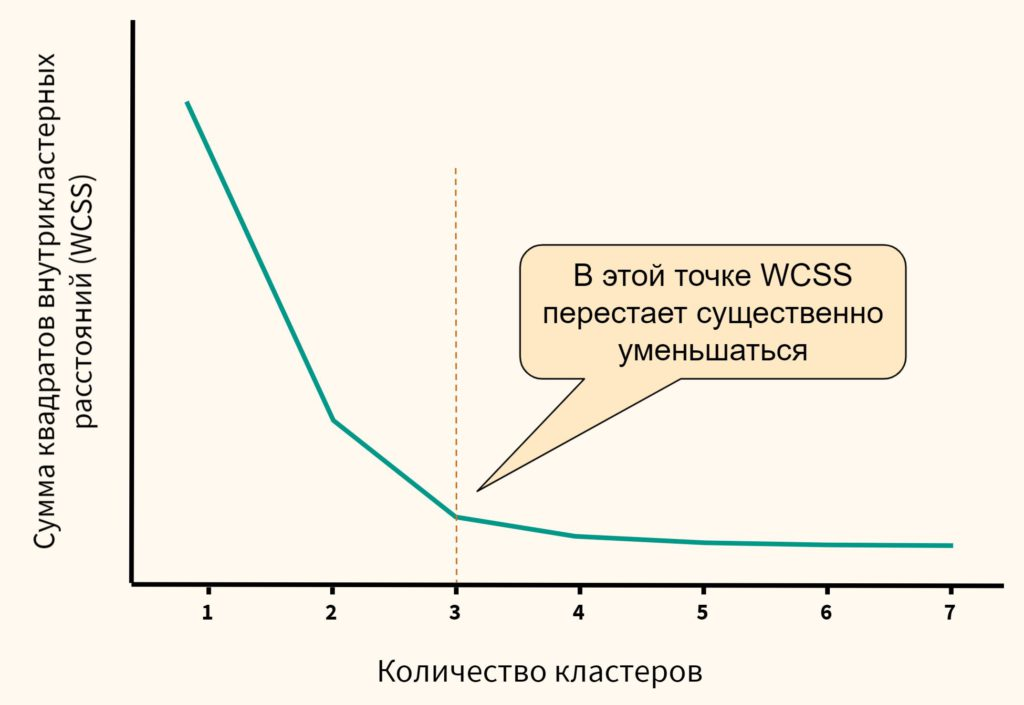 Сумма квадратов внутрикластерных
расстояний (WCSS)
В этой точке WCSS
перестает существенно
уменьшаться
1 2 3 4 5 6 7
Количество кластеров